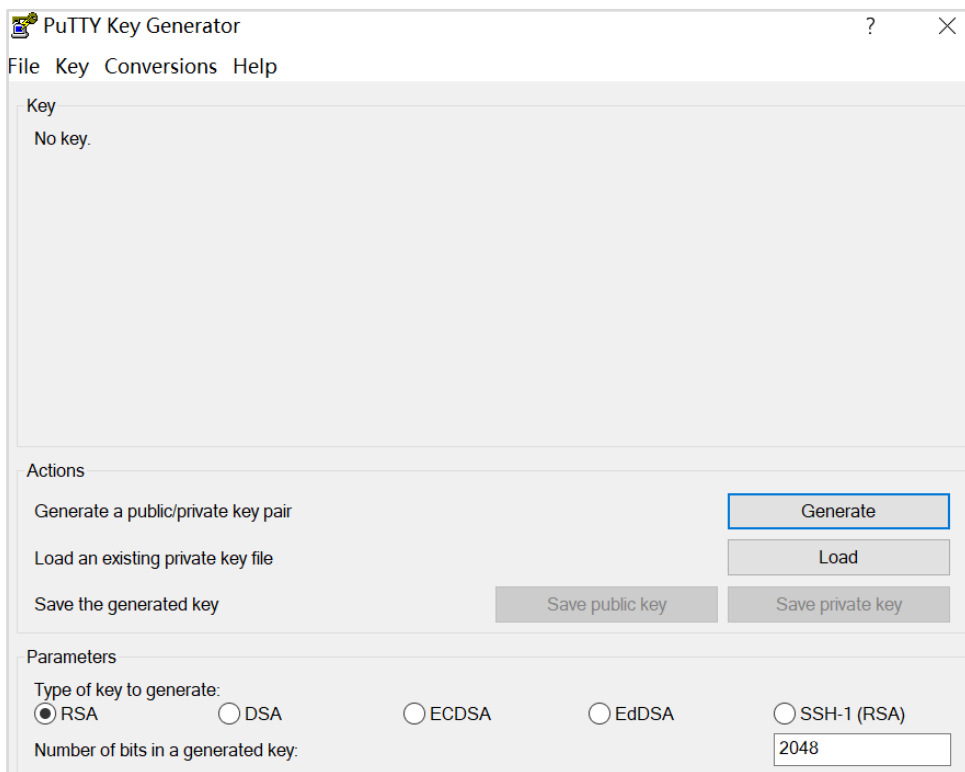 PuTTY Key Generator ?
File Key Conversions Help
Key
No key.
Actions
Generate a public/private key pair Generate
Load an existing private key file Load
Save the generated key Save public key Save private key
Parameters
Type of key to generate:
RSA DSA ECDSA EdDSA SSH-1 (RSA)
Number of bits in a generated key: 2048